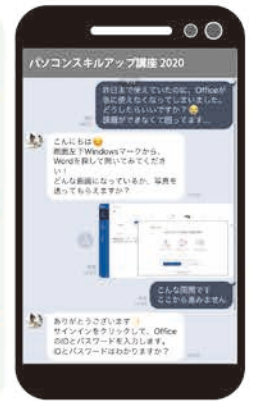 パソコンスキルアップ講座 2020
昨日まで使えていたのに、Officeが
急に使えなくなってしまいました。
どうしたらいいですか？
課題ができなくて困ってます…
こんにちは
画面左下Windowsマークから、
Wordを探して開いてみてくださ
い！
どんな画面になっているか、写真を
送ってもらえますか？
こんな画面です
ここから進みません
ありがとうございます
サインインをクリックして、Office
のIDとパスワードを入力します。
IDとパスワードはわかりますか？